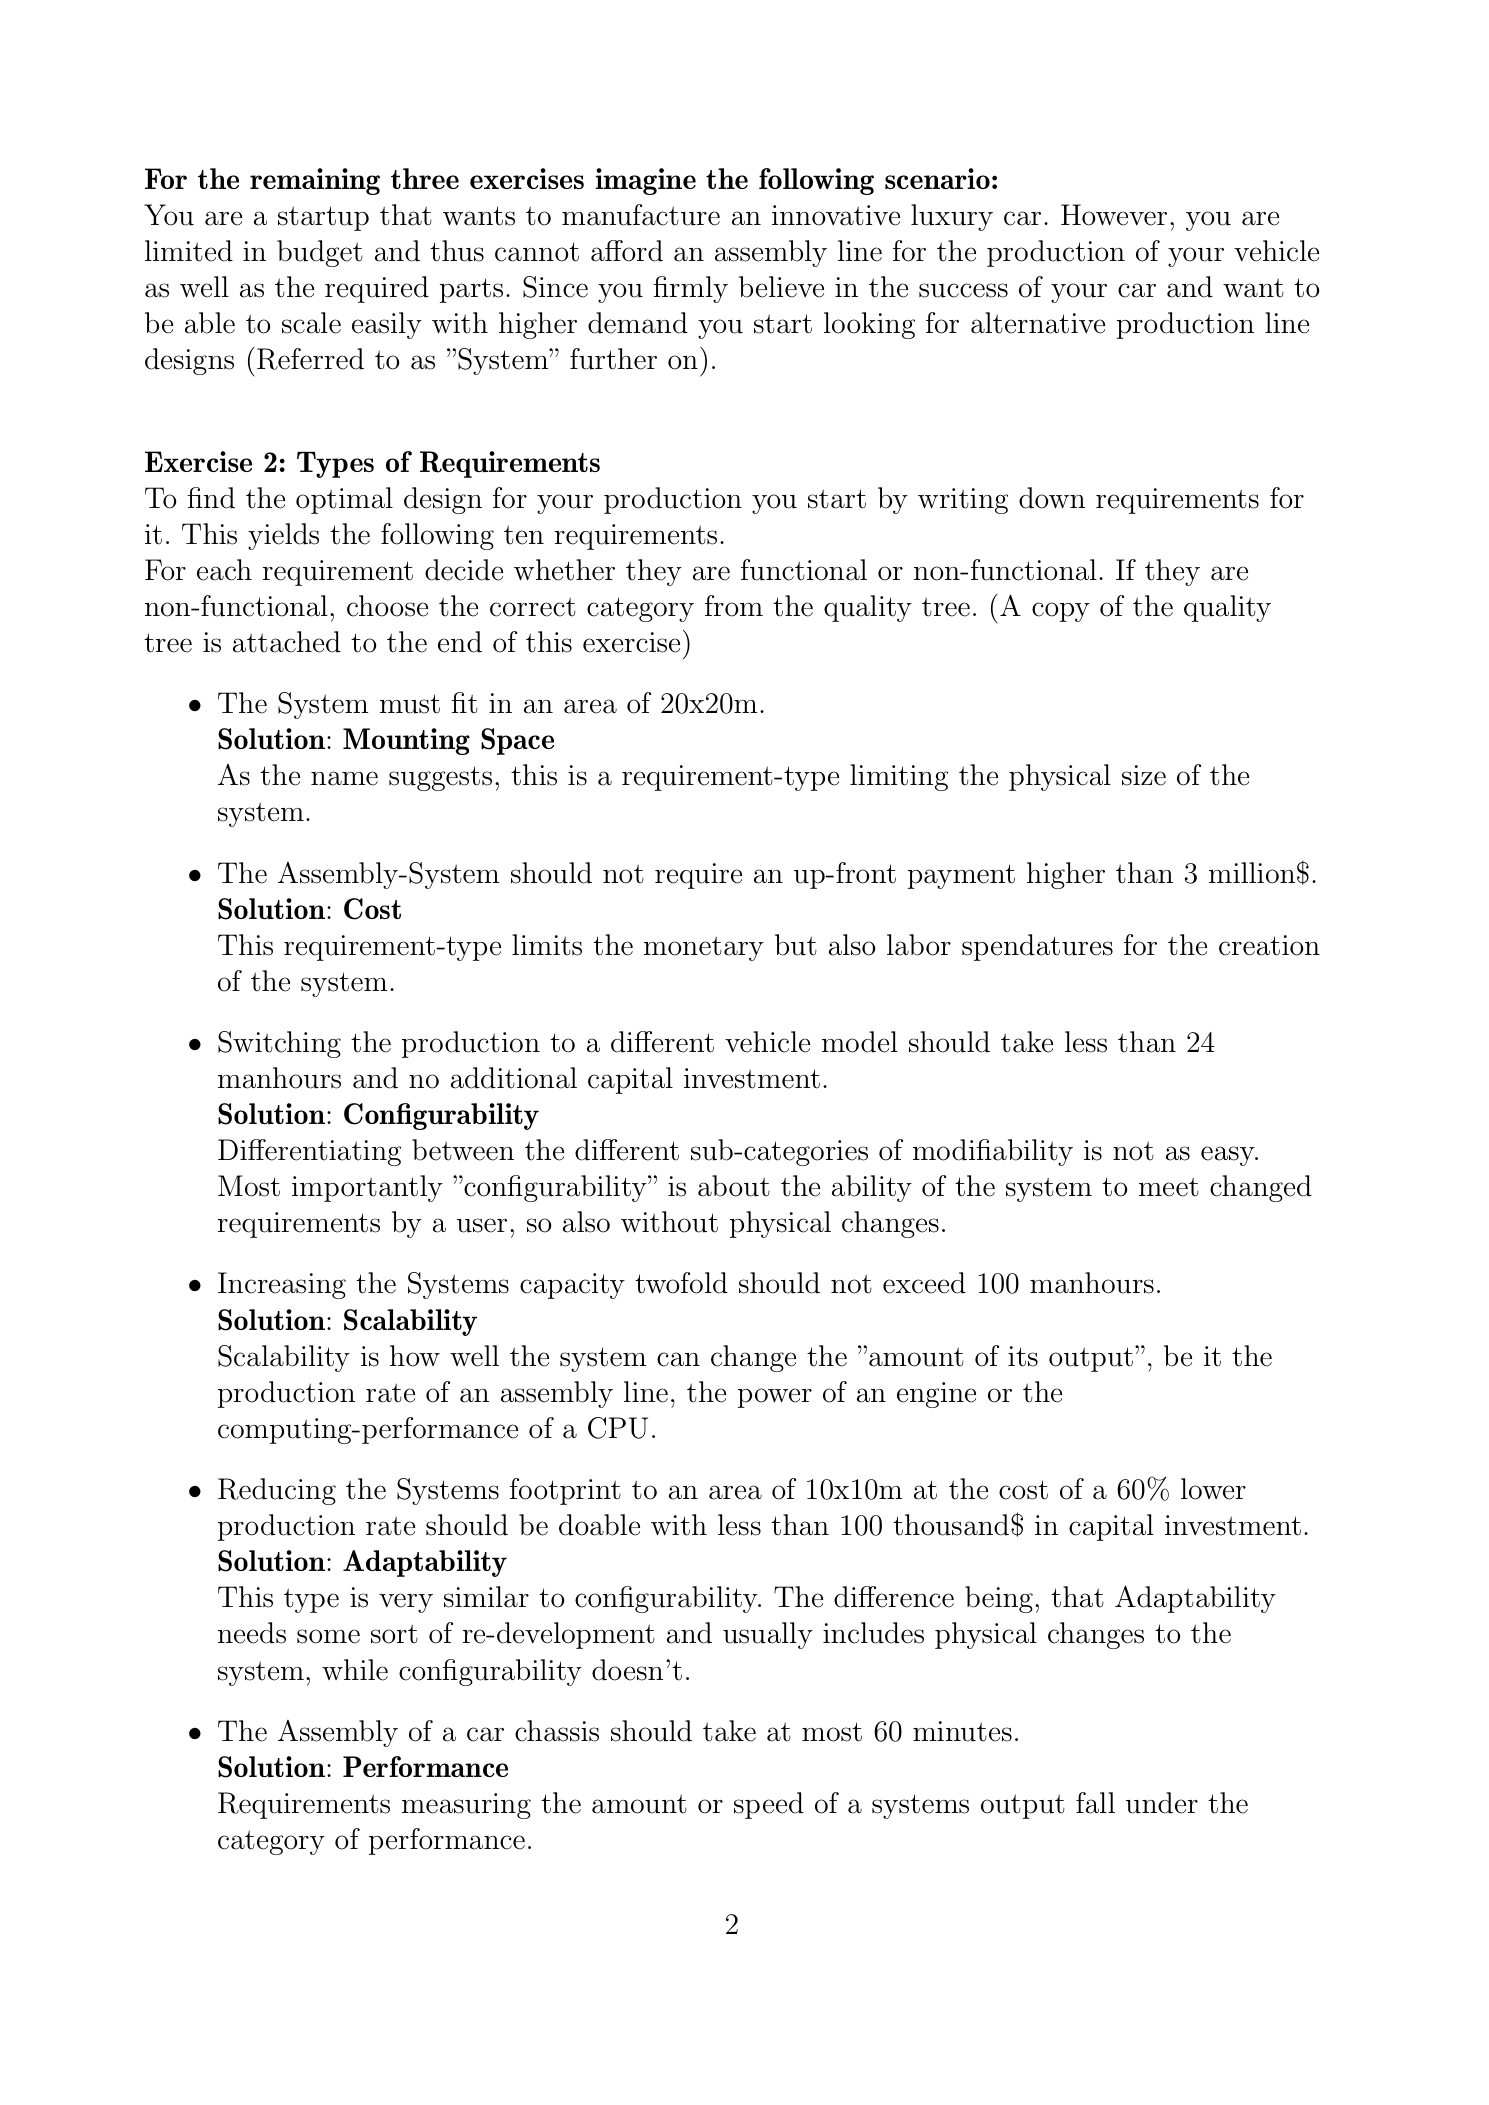 For the remaining three exercises imagine the following scenario:
You are a startup that wants to manufacture an innovative luxury car. However, you are
limited in budget and thus cannot afford an assembly line for the production of your vehicle
as well as the required parts. Since you firmly believe in the success of your car and want to
be able to scale easily with higher demand you start looking for alternative production line
designs (Referred to as ”System” further on).
Exercise 2: Types of Requirements
To find the optimal design for your production you start by writing down requirements for
it. This yields the following ten requirements.
For each requirement decide whether they are functional or non-functional. If they are
non-functional, choose the correct category from the quality tree. (A copy of the quality
tree is attached to the end of this exercise)
• The System must fit in an area of 20x20m.
Solution: Mounting Space
As the name suggests, this is a requirement-type limiting the physical size of the
system.
• The Assembly-System should not require an up-front payment higher than 3 million$.
Solution: Cost
This requirement-type limits the monetary but also labor spendatures for the creation
of the system.
• Switching the production to a different vehicle model should take less than 24
manhours and no additional capital investment.
Solution: Configurability
Differentiating between the different sub-categories of modifiability is not as easy.
Most importantly ”configurability” is about the ability of the system to meet changed
requirements by a user, so also without physical changes.
• Increasing the Systems capacity twofold should not exceed 100 manhours.
Solution: Scalability
Scalability is how well the system can change the ”amount of its output”, be it the
production rate of an assembly line, the power of an engine or the
computing-performance of a CPU.
• Reducing the Systems footprint to an area of 10x10m at the cost of a 60% lower
production rate should be doable with less than 100 thousand$ in capital investment.
Solution: Adaptability
This type is very similar to configurability. The difference being, that Adaptability
needs some sort of re-development and usually includes physical changes to the
system, while configurability doesn’t.
• The Assembly of a car chassis should take at most 60 minutes.
Solution: Performance
Requirements measuring the amount or speed of a systems output fall under the
category of performance.
2